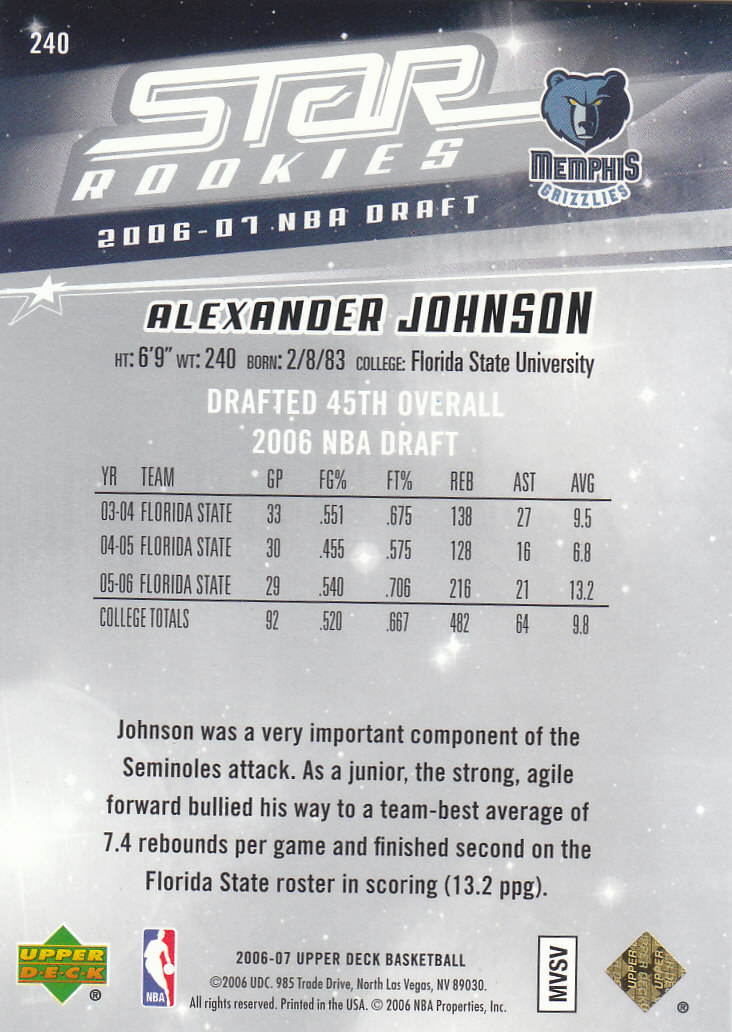 240
STAR
ROOKIES
MEMPHIS
GRIZZLIES
2006-07 NBA DRAFT
ALEXANDER JOHNSON
HT: 6'9" WT: 240 BORN: 2/8/83 COLLEGE: Florida State University
DRAFTED 45TH OVERALL
2006 NBA DRAFT
YR TEAM GP FG% FT% REB AST AVG
03-04 FLORIDA STATE 33 .551 .675 138 27 9.5
04-05 FLORIDA STATE 30 .455 .575 128 16 6.8
05-06 FLORIDA STATE 29 .540 .706 216 21 13.2
COLLEGE TOTALS 92 .520 .667 482 64 9.8
Johnson was a very important component of the
Seminoles attack. As a junior, the strong, agile
forward bullied his way to a team-best average of
7.4 rebounds per game and finished second on the
Florida State roster in scoring (13.2 ppg).
UPPER
D·E·C·K
®
NBA
2006-07 UPPER DECK BASKETBALL
©2006 UDC. 985 Trade Drive, North Las Vegas, NV 89030.
All rights reserved. Printed in the USA. © 2006 NBA Properties, Inc.
MVSV
UPPER
UPPER
®